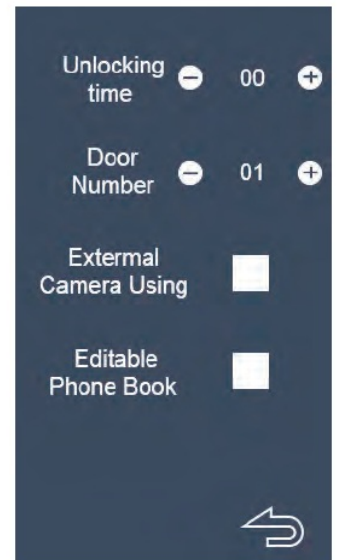 Unlocking
time
00
Door
Number
01
Extermal
Camera Using
Editable
Phone Book